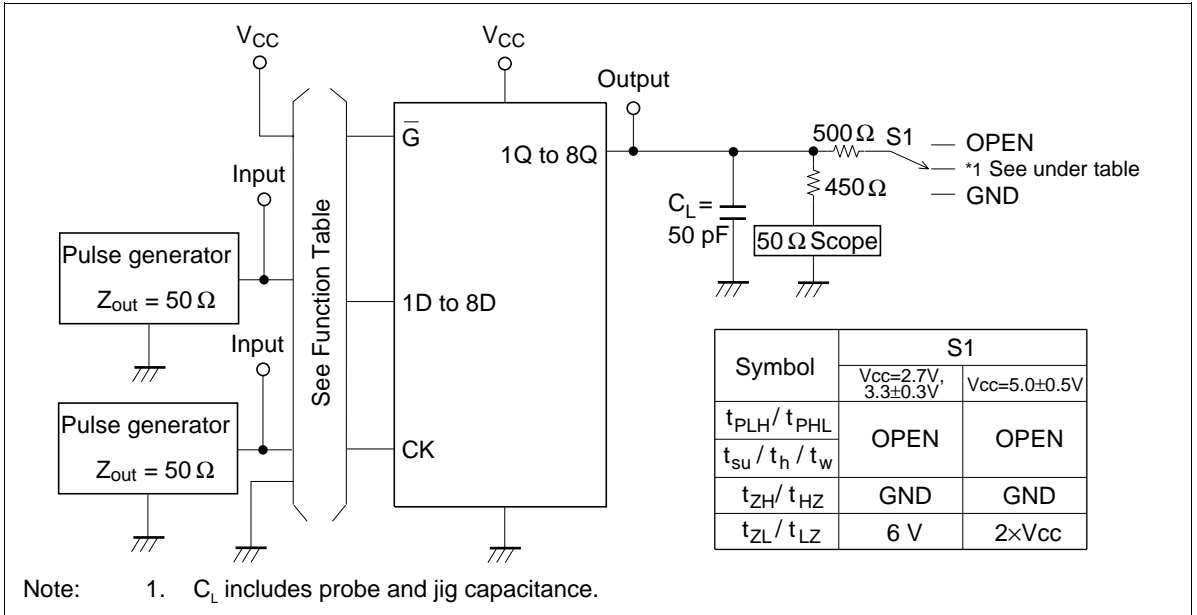 VCC
VCC
Output
G
1Q to 8Q
500 Ω
S1
OPEN
*1 See under table
GND
450 Ω
CL =
50 pF
50 Ω Scope
Input
Pulse generator
Zout = 50 Ω
See Function Table
1D to 8D
Input
Pulse generator
Zout = 50 Ω
CK
Symbol
S1
Vcc=2.7V,
3.3±0.3V
Vcc=5.0±0.5V
tPLH / tPHL
OPEN
OPEN
tsu / th / tw
tZH / tHZ
GND
GND
tZL / tLZ
6 V
2×Vcc
Note: 1. CL includes probe and jig capacitance.